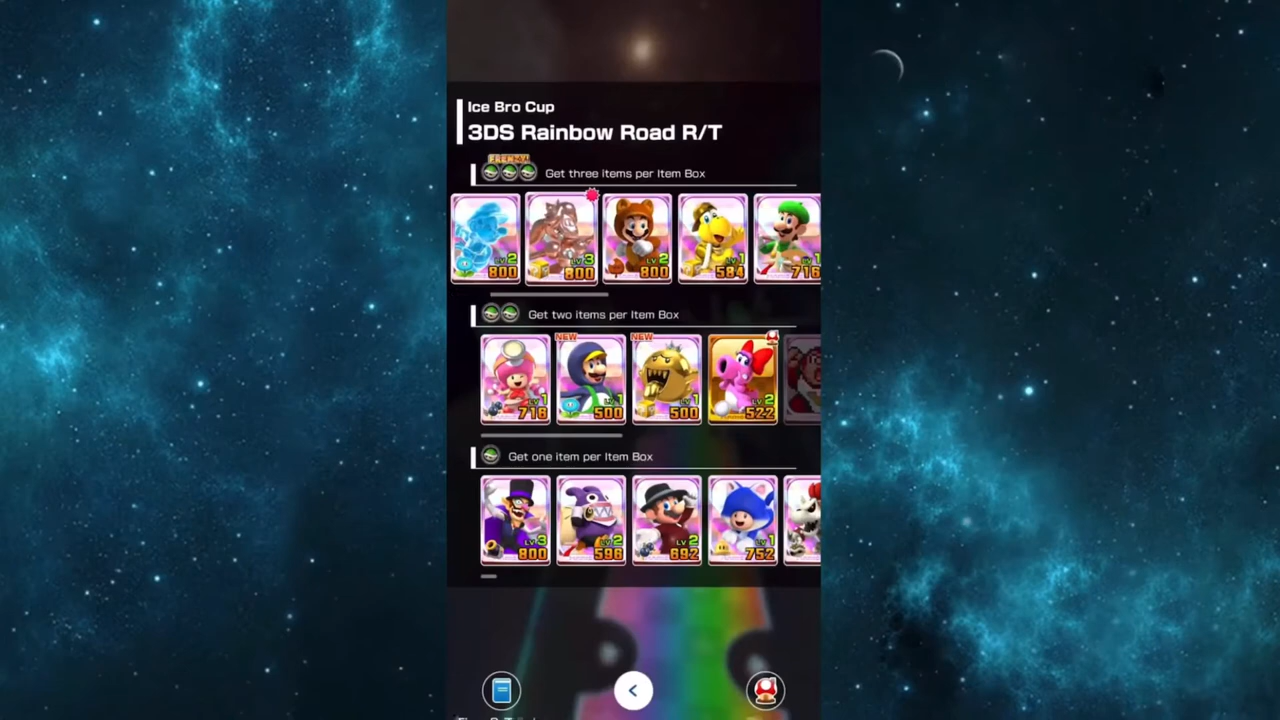 Ice Bro Cup
3DS Rainbow Road R/T
FRENZY!
Get three items per Item Box
LV 2 LV 3 LV 2 LV 1 LV 1
800 800 800 584 716
Get two items per Item Box
NEW NEW
LV 1 LV 1 LV 1 LV 2
716 500 500 522
Get one item per Item Box
LV 3 LV 2 LV 2 LV 1
800 596 692 752